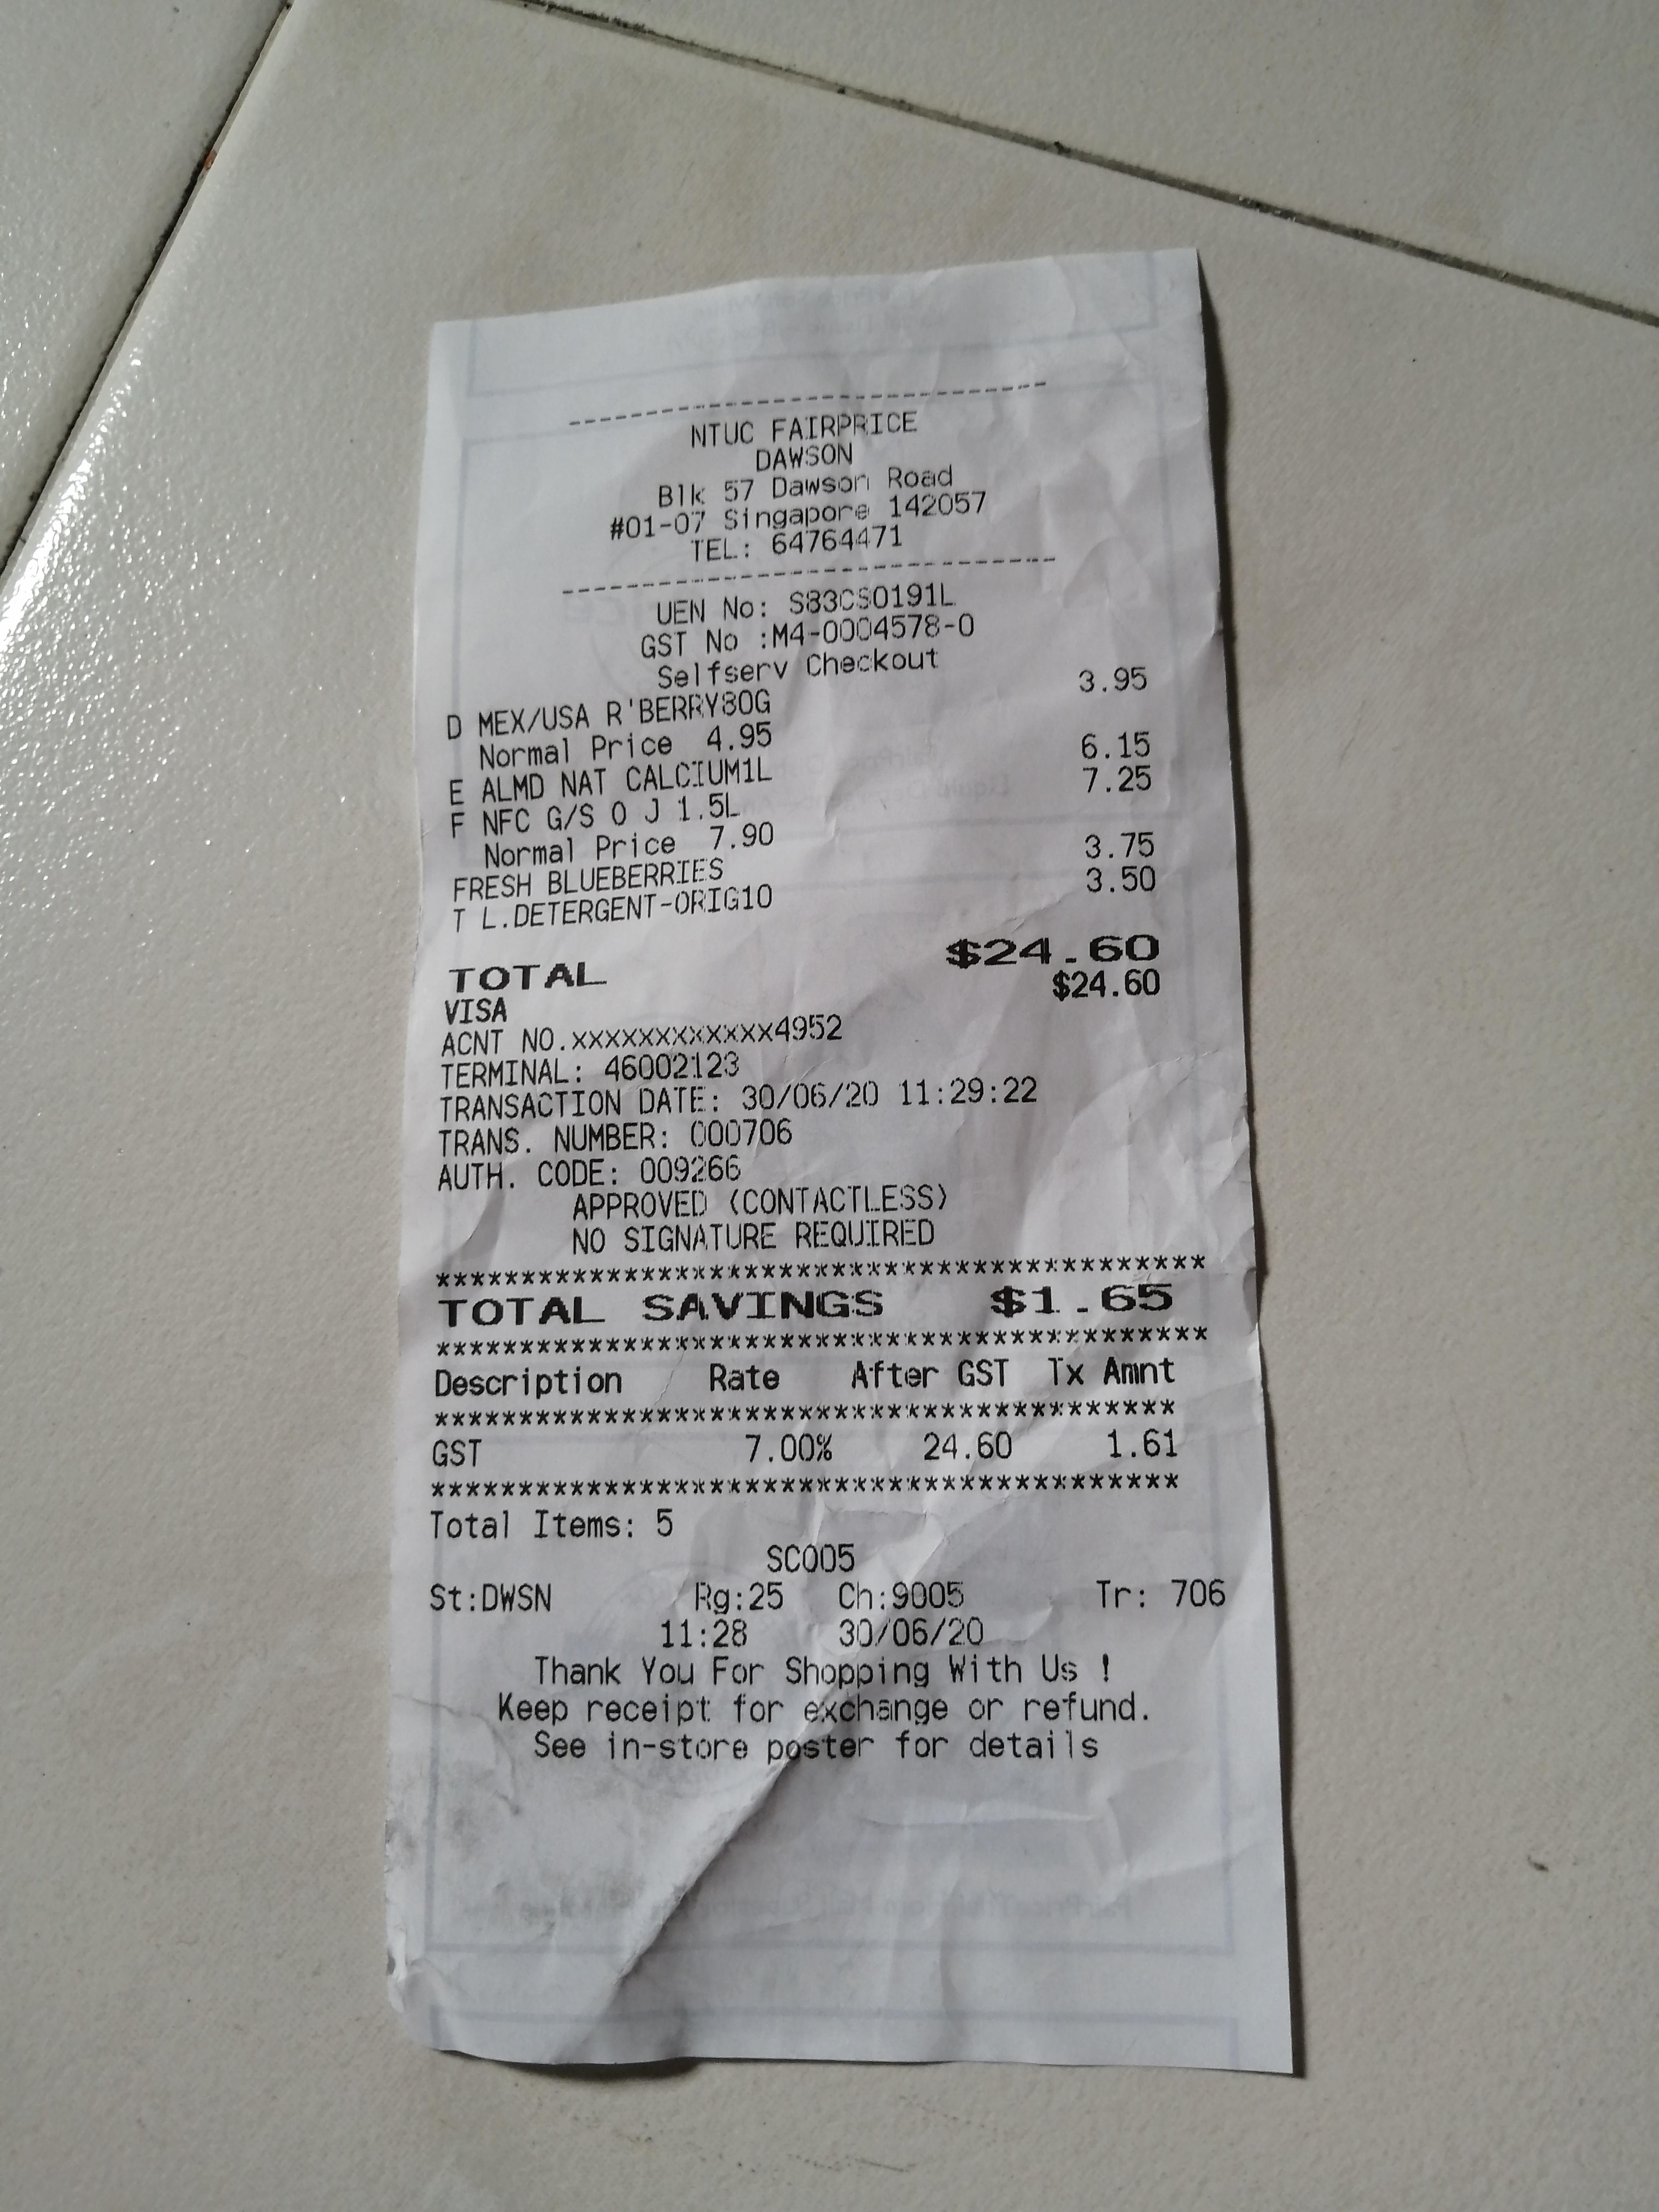 --------------------------------
NTUC FAIRPRICE
DAWSON
Blk 57 Dawson Road
#01-07 Singapore 142057
TEL: 64764471
--------------------------------
UEN No: S83CS0191L
GST No :M4-0004578-0
Selfserv Checkout
D MEX/USA R'BERRY80G 3.95
Normal Price 4.95
E ALMD NAT CALCIUM1L 6.15
F NFC G/S O J 1.5L 7.25
Normal Price 7.90
FRESH BLUEBERRIES 3.75
T L.DETERGENT-ORIG10 3.50
TOTAL $24.60
VISA $24.60
ACNT NO.xxxxxxxxxxxx4952
TERMINAL: 46002123
TRANSACTION DATE: 30/06/20 11:29:22
TRANS. NUMBER: 000706
AUTH. CODE: 009266
APPROVED (CONTACTLESS)
NO SIGNATURE REQUIRED
********************************************
TOTAL SAVINGS $1.65
********************************************
Description Rate After GST Tx Amnt
******************************************
GST 7.00% 24.60 1.61
******************************************
Total Items: 5
SC005
St:DWSN Rg:25 Ch:9005 Tr: 706
11:28 30/06/20
Thank You For Shopping With Us !
Keep receipt for exchange or refund.
See in-store poster for details